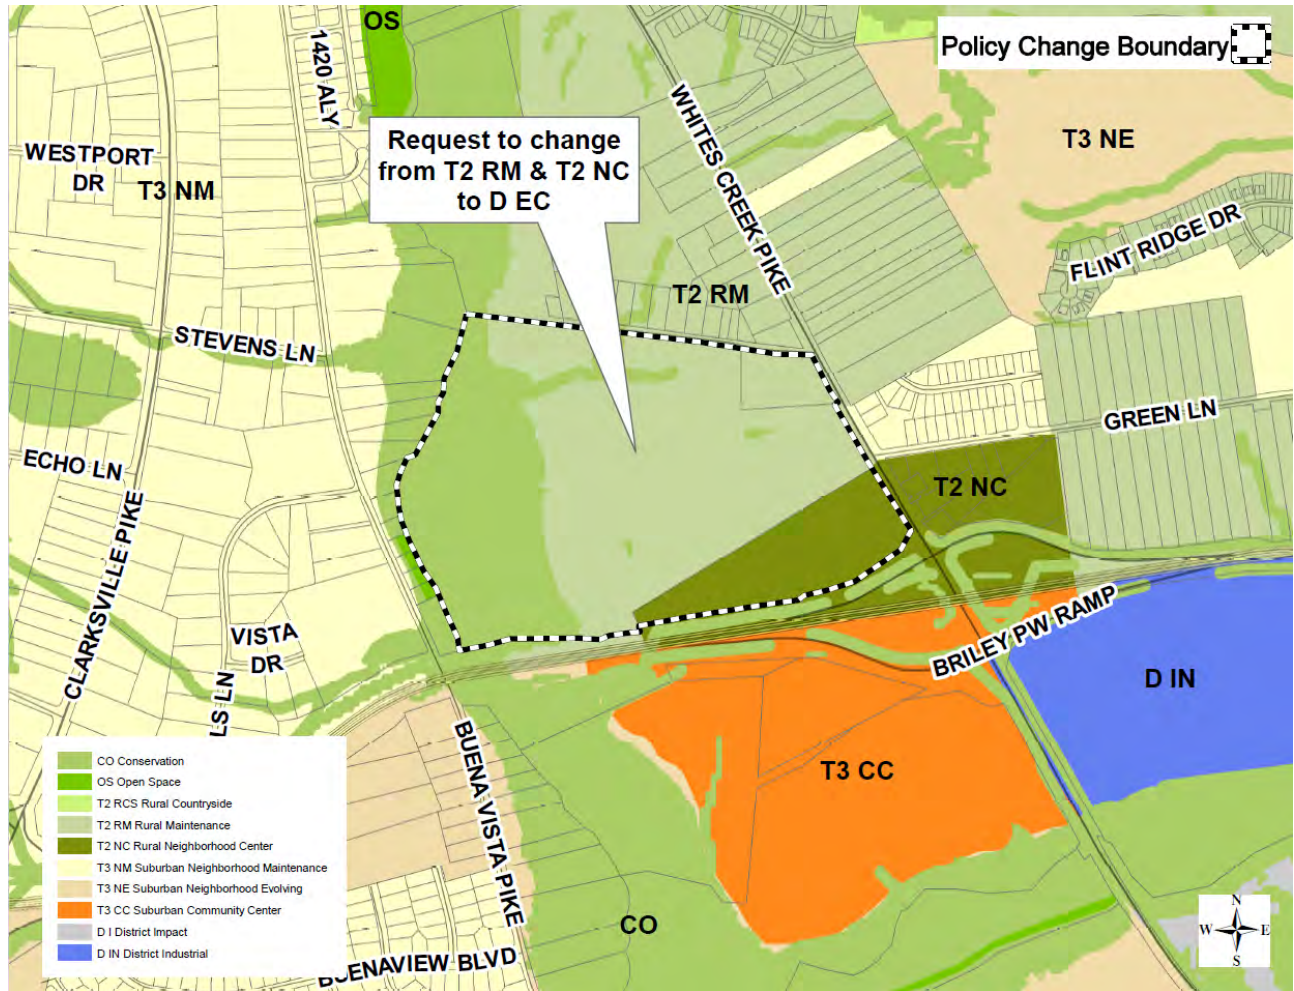 OS
Policy Change Boundary
1420 ALY
WHITES CREEK PIKE
Request to change
from T2 RM & T2 NC
to D EC
T3 NE
WESTPORT
DR
T3 NM
FLINT RIDGE DR
T2 RM
STEVENS LN
GREEN LN
ECHO LN
T2 NC
CLARKSVILLE PIKE
VISTA
DR
BRILEY PW RAMP
D IN
LS LN
T3 CC
BUENA VISTA PIKE
CO
BUENAVIEW BLVD
CO Conservation
OS Open Space
T2 RCS Rural Countryside
T2 RM Rural Maintenance
T2 NC Rural Neighborhood Center
T3 NM Suburban Neighborhood Maintenance
T3 NE Suburban Neighborhood Evolving
T3 CC Suburban Community Center
D I District Impact
D IN District Industrial
N
W E
S